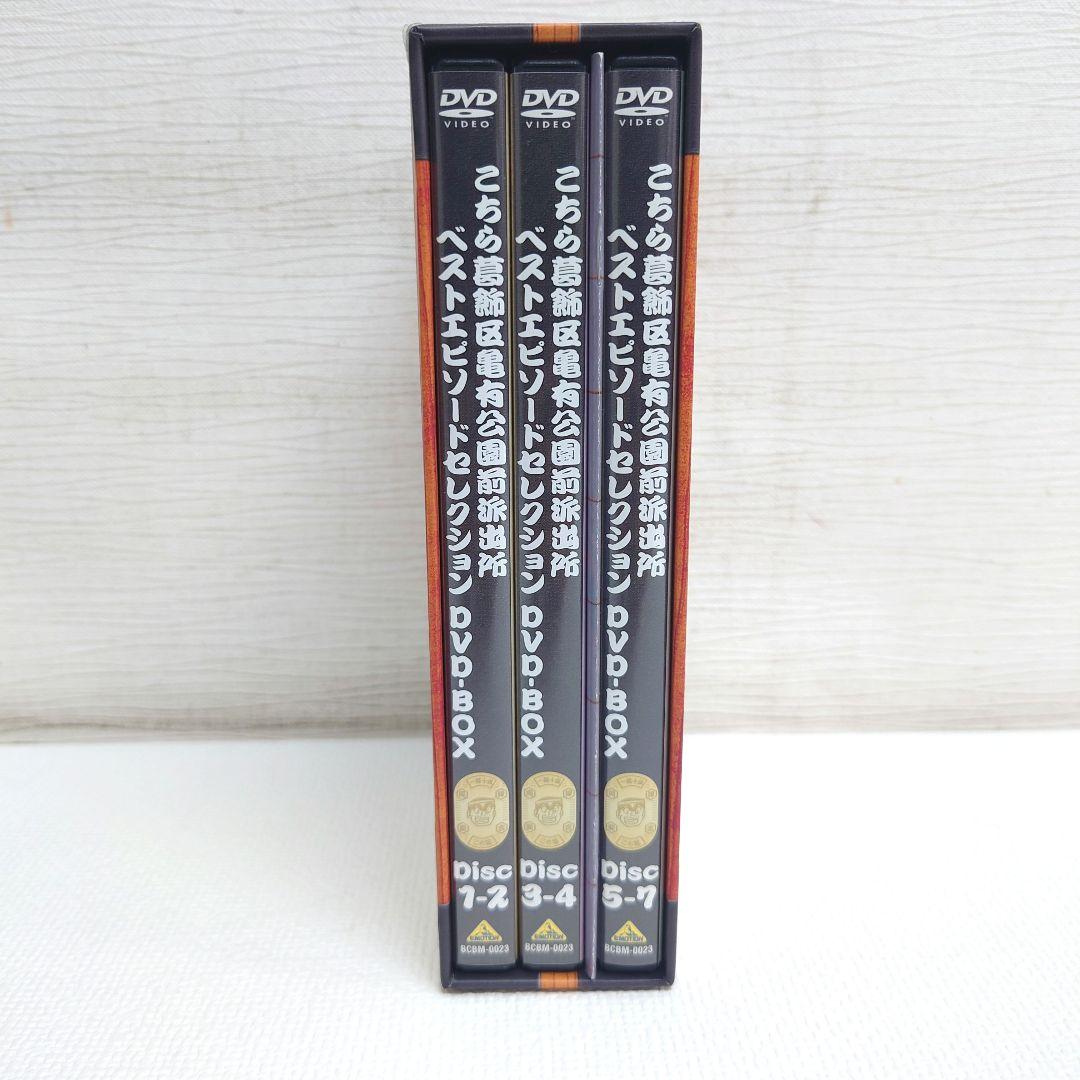 DVD
VIDEO
こちら葛飾区亀有公園前派出所
ベストエピソードセレクション DVD-BOX
Disc
1-2
EMOTION
BCBM-0023
DVD
VIDEO
こちら葛飾区亀有公園前派出所
ベストエピソードセレクション DVD-BOX
Disc
3-4
EMOTION
BCBM-0023
DVD
VIDEO
こちら葛飾区亀有公園前派出所
ベストエピソードセレクション DVD-BOX
Disc
5-7
EMOTION
BCBM-0023